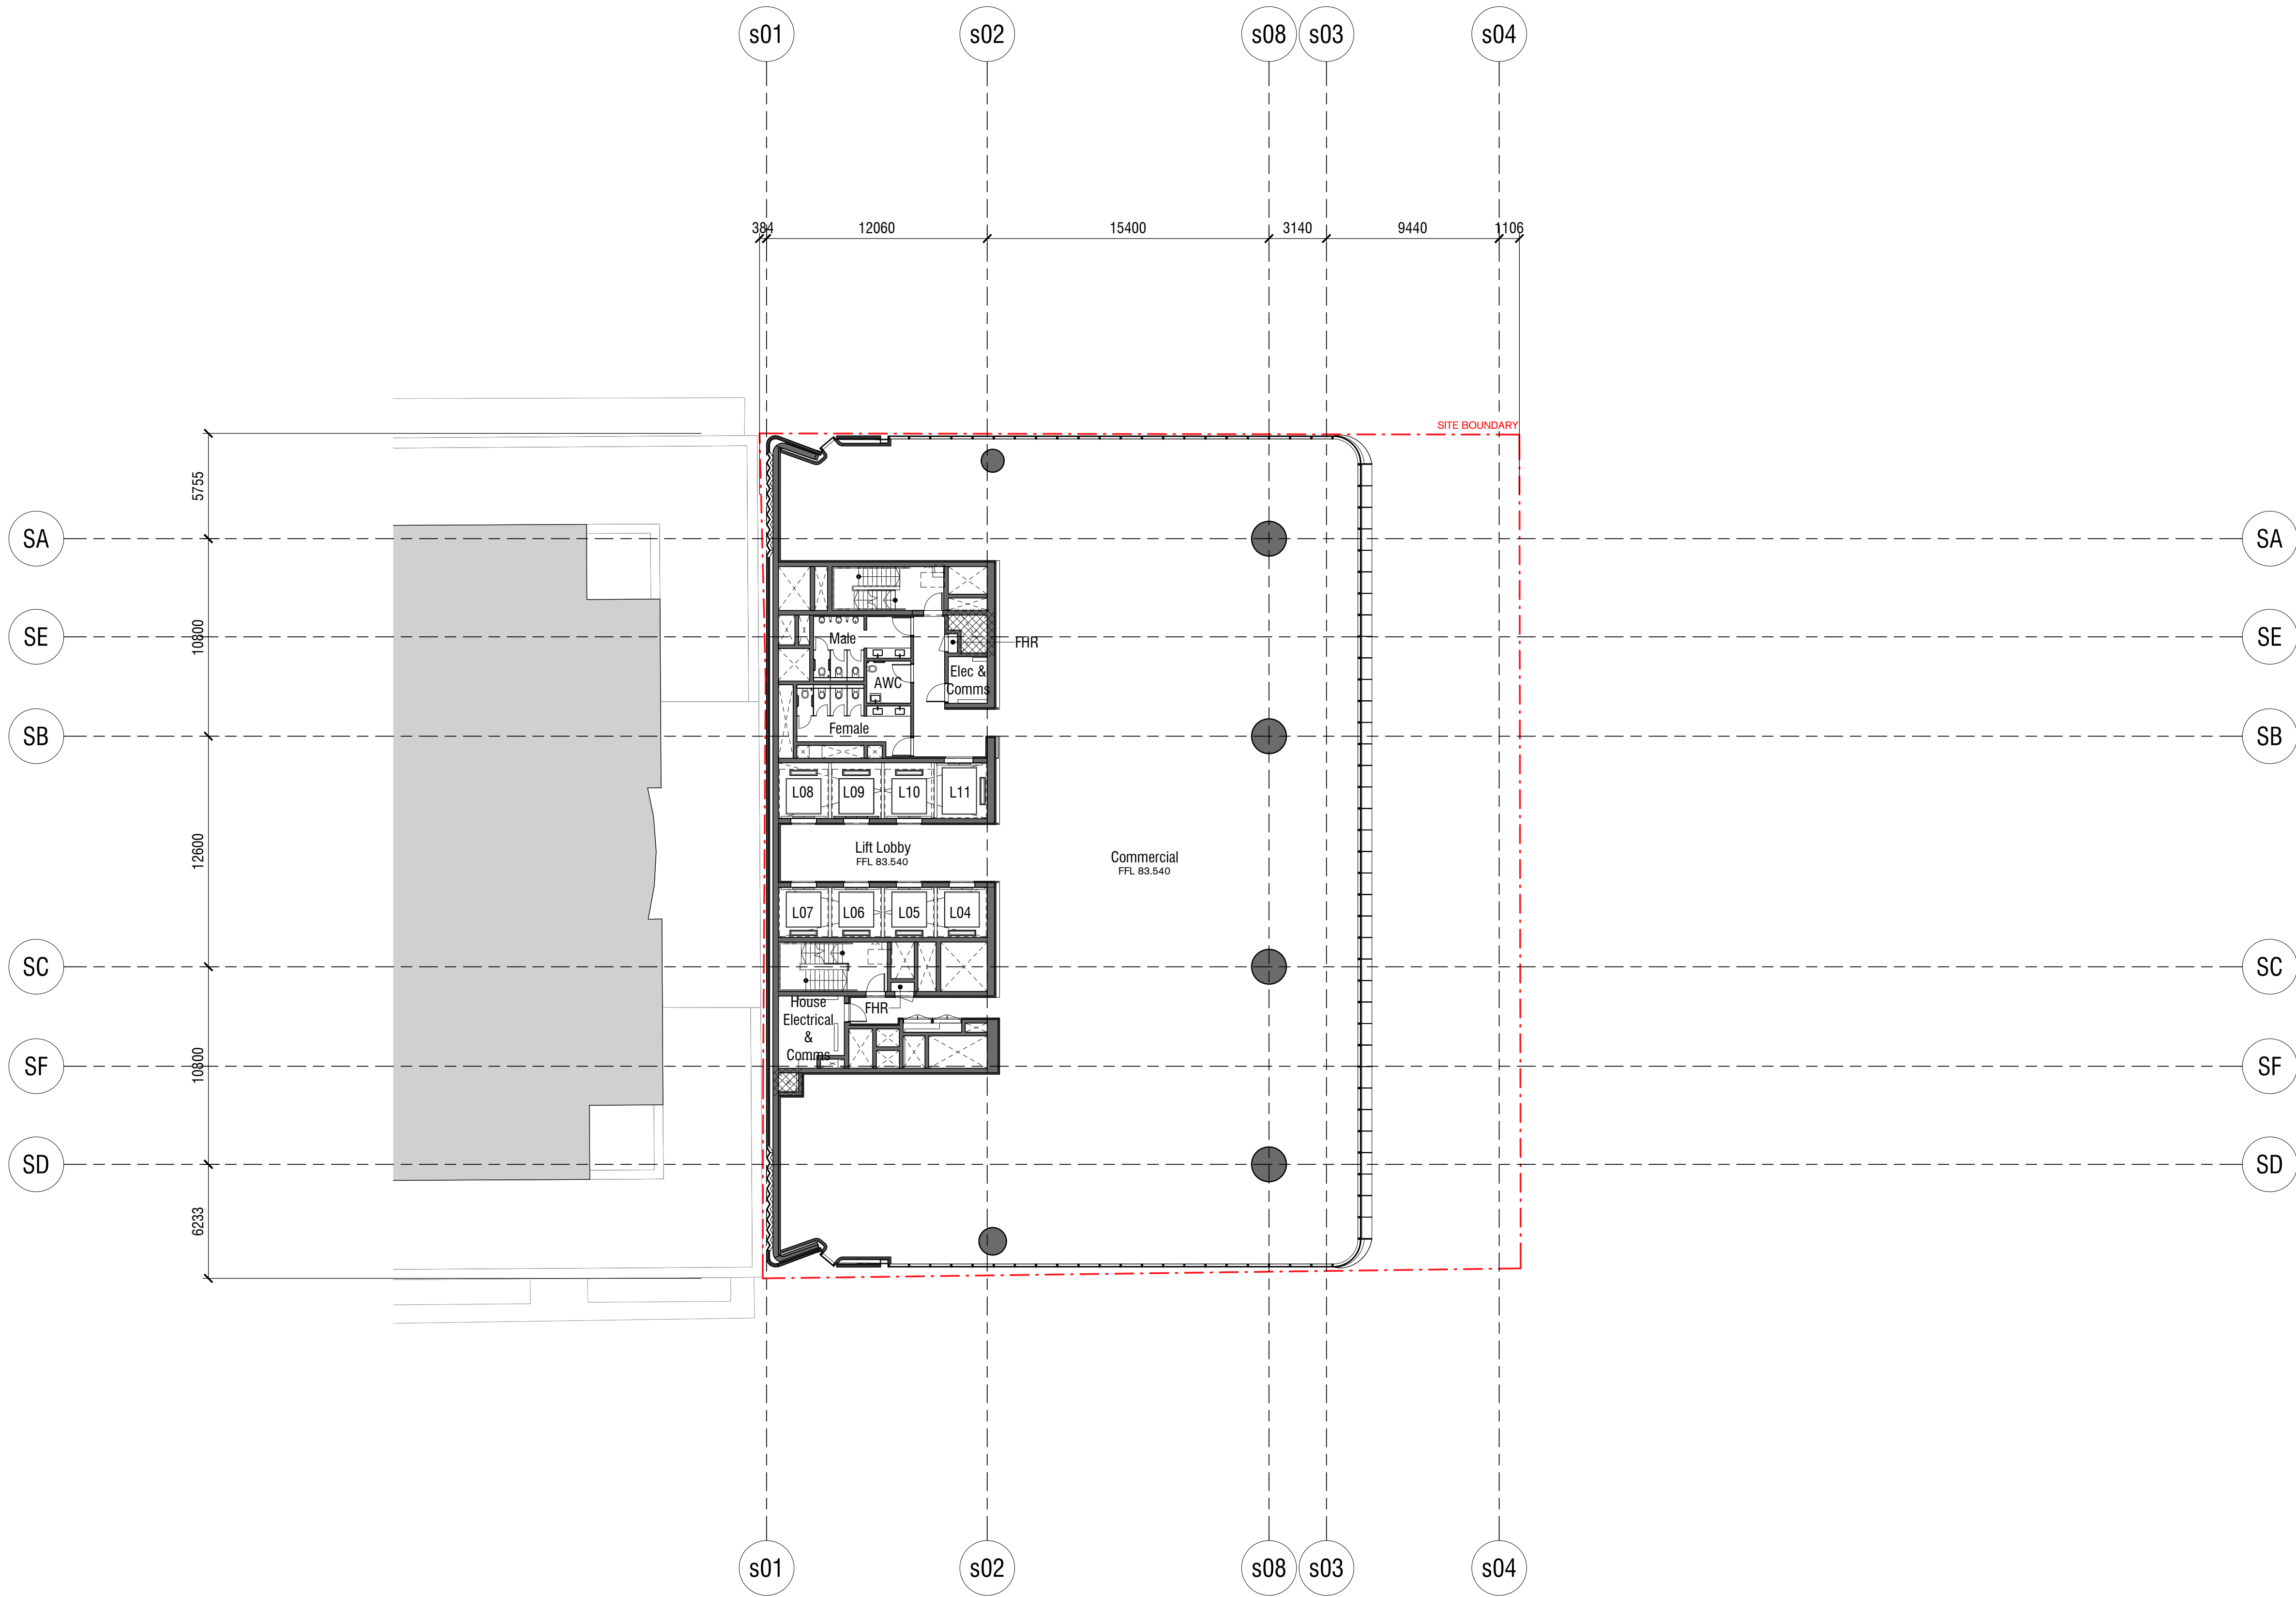 s01
s02
s08
s03
s04
384
12060
15400
3140
9440
1106
SITE BOUNDARY
5755
SA
SA
10800
SE
SE
Male
FHR
Elec &
Comms
AWC
Female
SB
SB
L08
L09
L10
L11
12600
Lift Lobby
FFL 83.540
Commercial
FFL 83.540
L07
L06
L05
L04
SC
SC
House
Electrical
&
Comms
FHR
10800
SF
SF
SD
SD
6233
s01
s02
s08
s03
s04